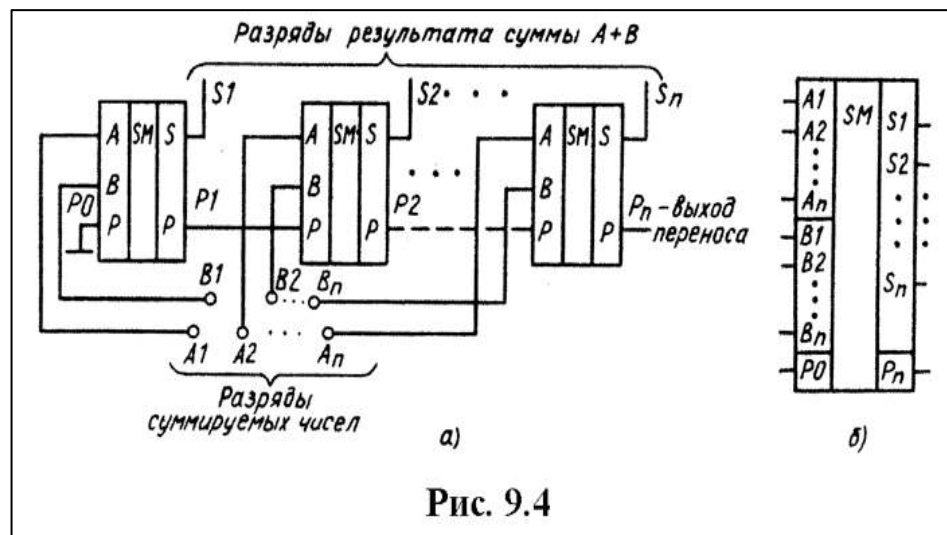 Разряды результата суммы A+B
S1 S2 . . . Sn
A SM S A SM S A SM S
B B B
P0 P1 P2
P P P P P P
Pn – выход
переноса
B1 B2 ... Bn
A1 A2 . . . An
Разряды
суммируемых чисел
а)
A1 SM S1
A2 S2
An
B1
B2 Sn
Bn
P0 Pn
б)
Рис. 9.4